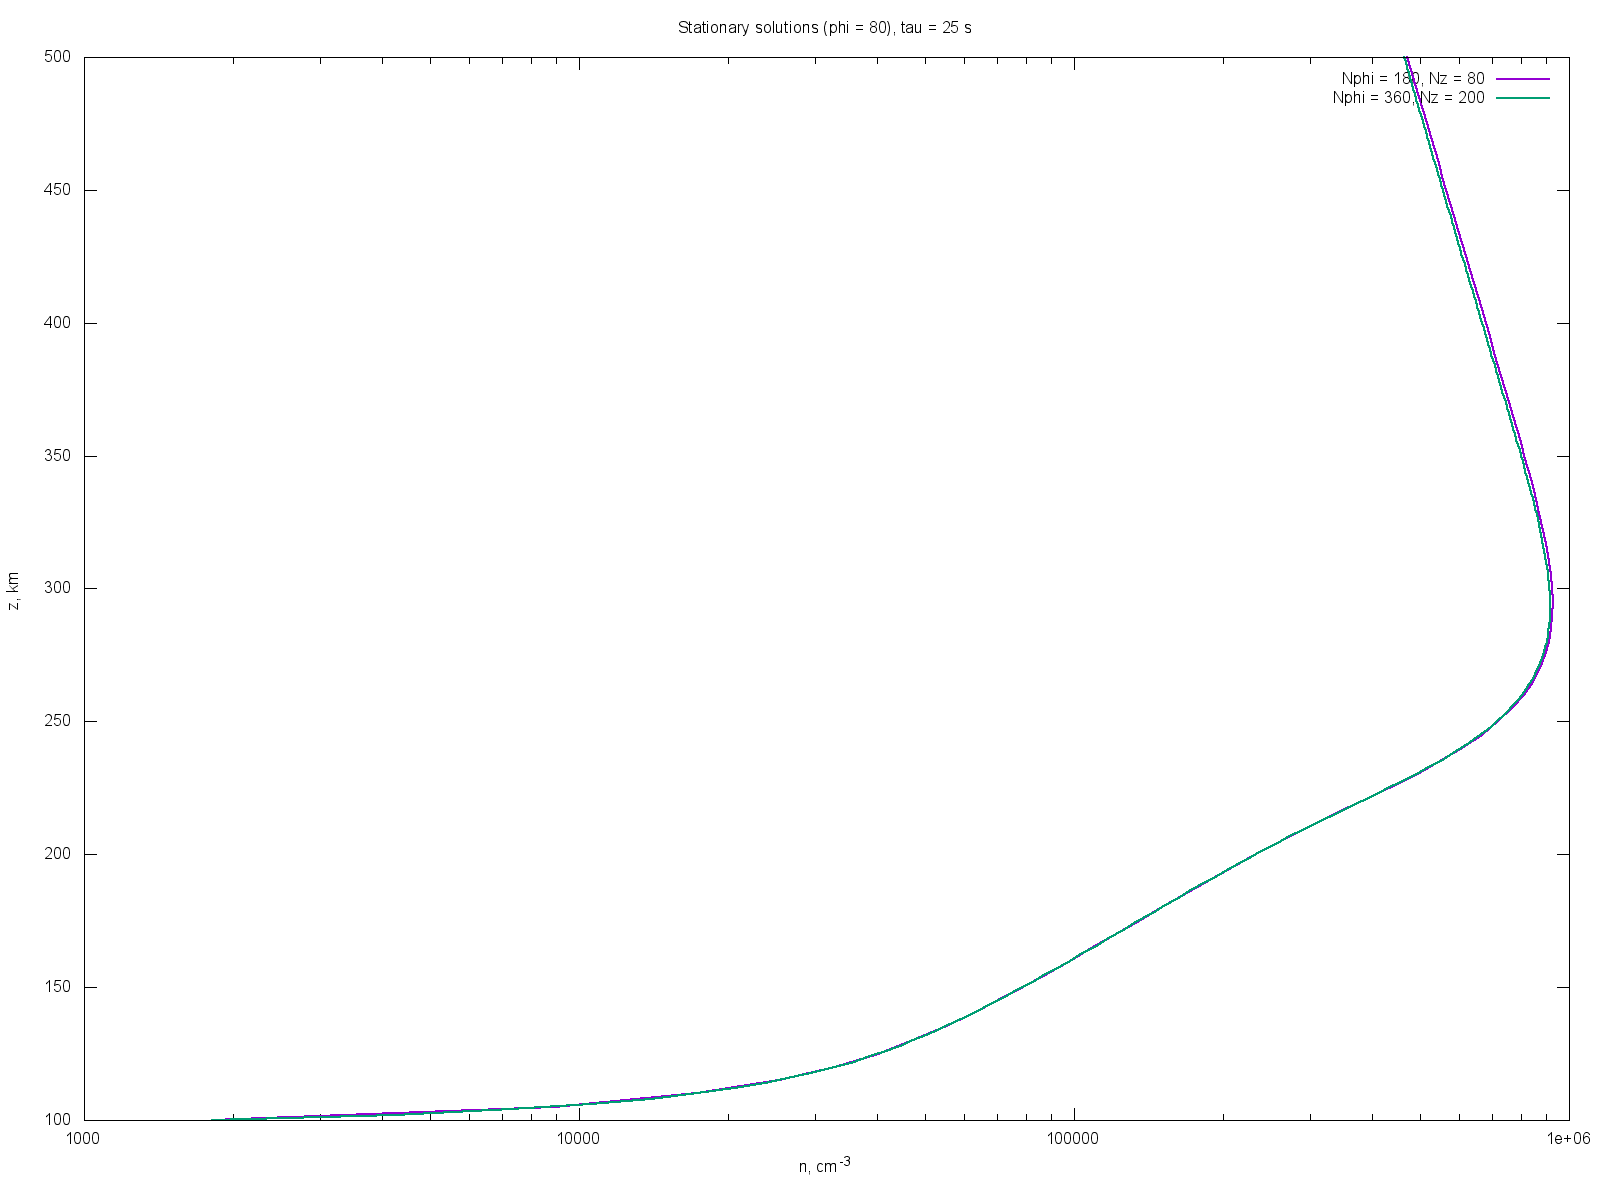 Stationary solutions (phi = 80), tau = 25 s
500
Nphi = 180, Nz = 80
Nphi = 360, Nz = 200
450
400
350
300
z, km
250
200
150
100
1000
10000
100000
1e+06
n, cm-3